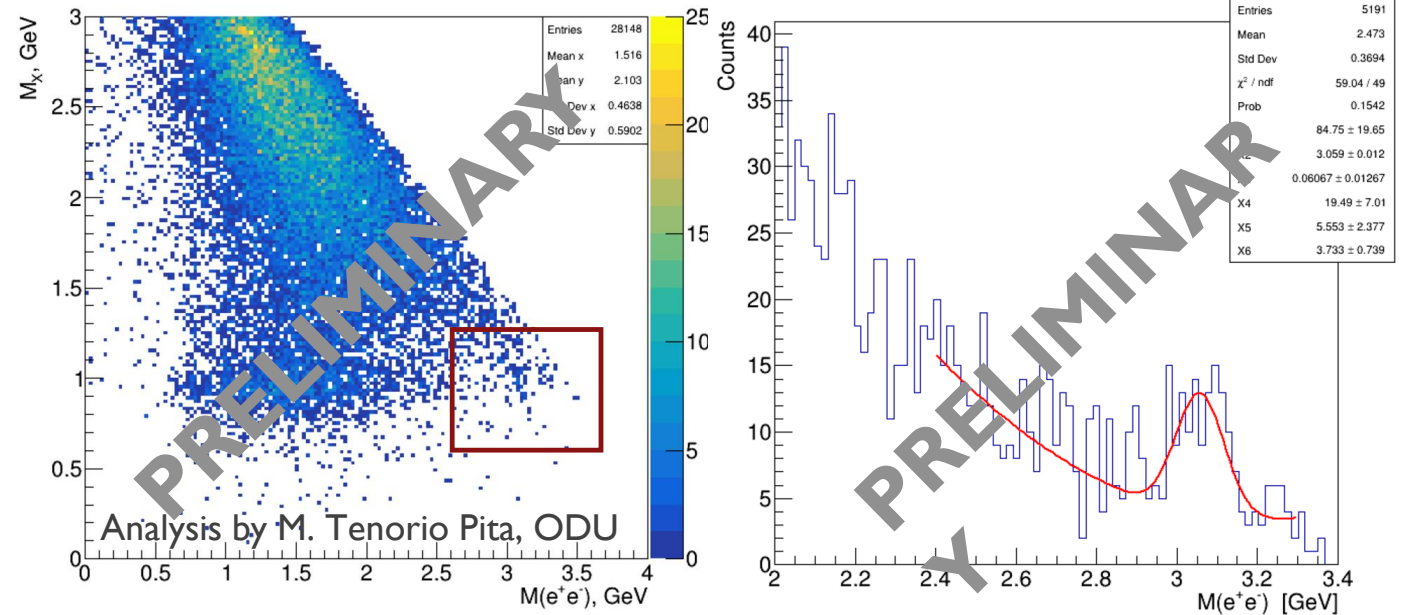 M_X, GeV
3
2.5
2
1.5
1
0.5
0
0
0.5
1
1.5
2
2.5
3
3.5
4
M(e⁺e⁻), GeV
Entries 28148
Mean x 1.516
y 2.103
Dev x 0.4638
Std Dev y 0.5902
25
20
15
10
5
0
PRELIMINARY
Analysis by M. Tenorio Pita, ODU
Counts
40
35
30
25
20
15
10
5
0
2
2.2
2.4
2.6
2.8
3
3.2
3.4
M(e⁺e⁻) [GeV]
Entries 5191
Mean 2.473
Std Dev 0.3694
χ² / ndf 59.04 / 49
Prob 0.1542
84.75 ± 19.65
3.059 ± 0.012
0.06067 ± 0.01267
X4 19.49 ± 7.01
X5 5.553 ± 2.377
X6 3.733 ± 0.739
PRELIMINAR
Y